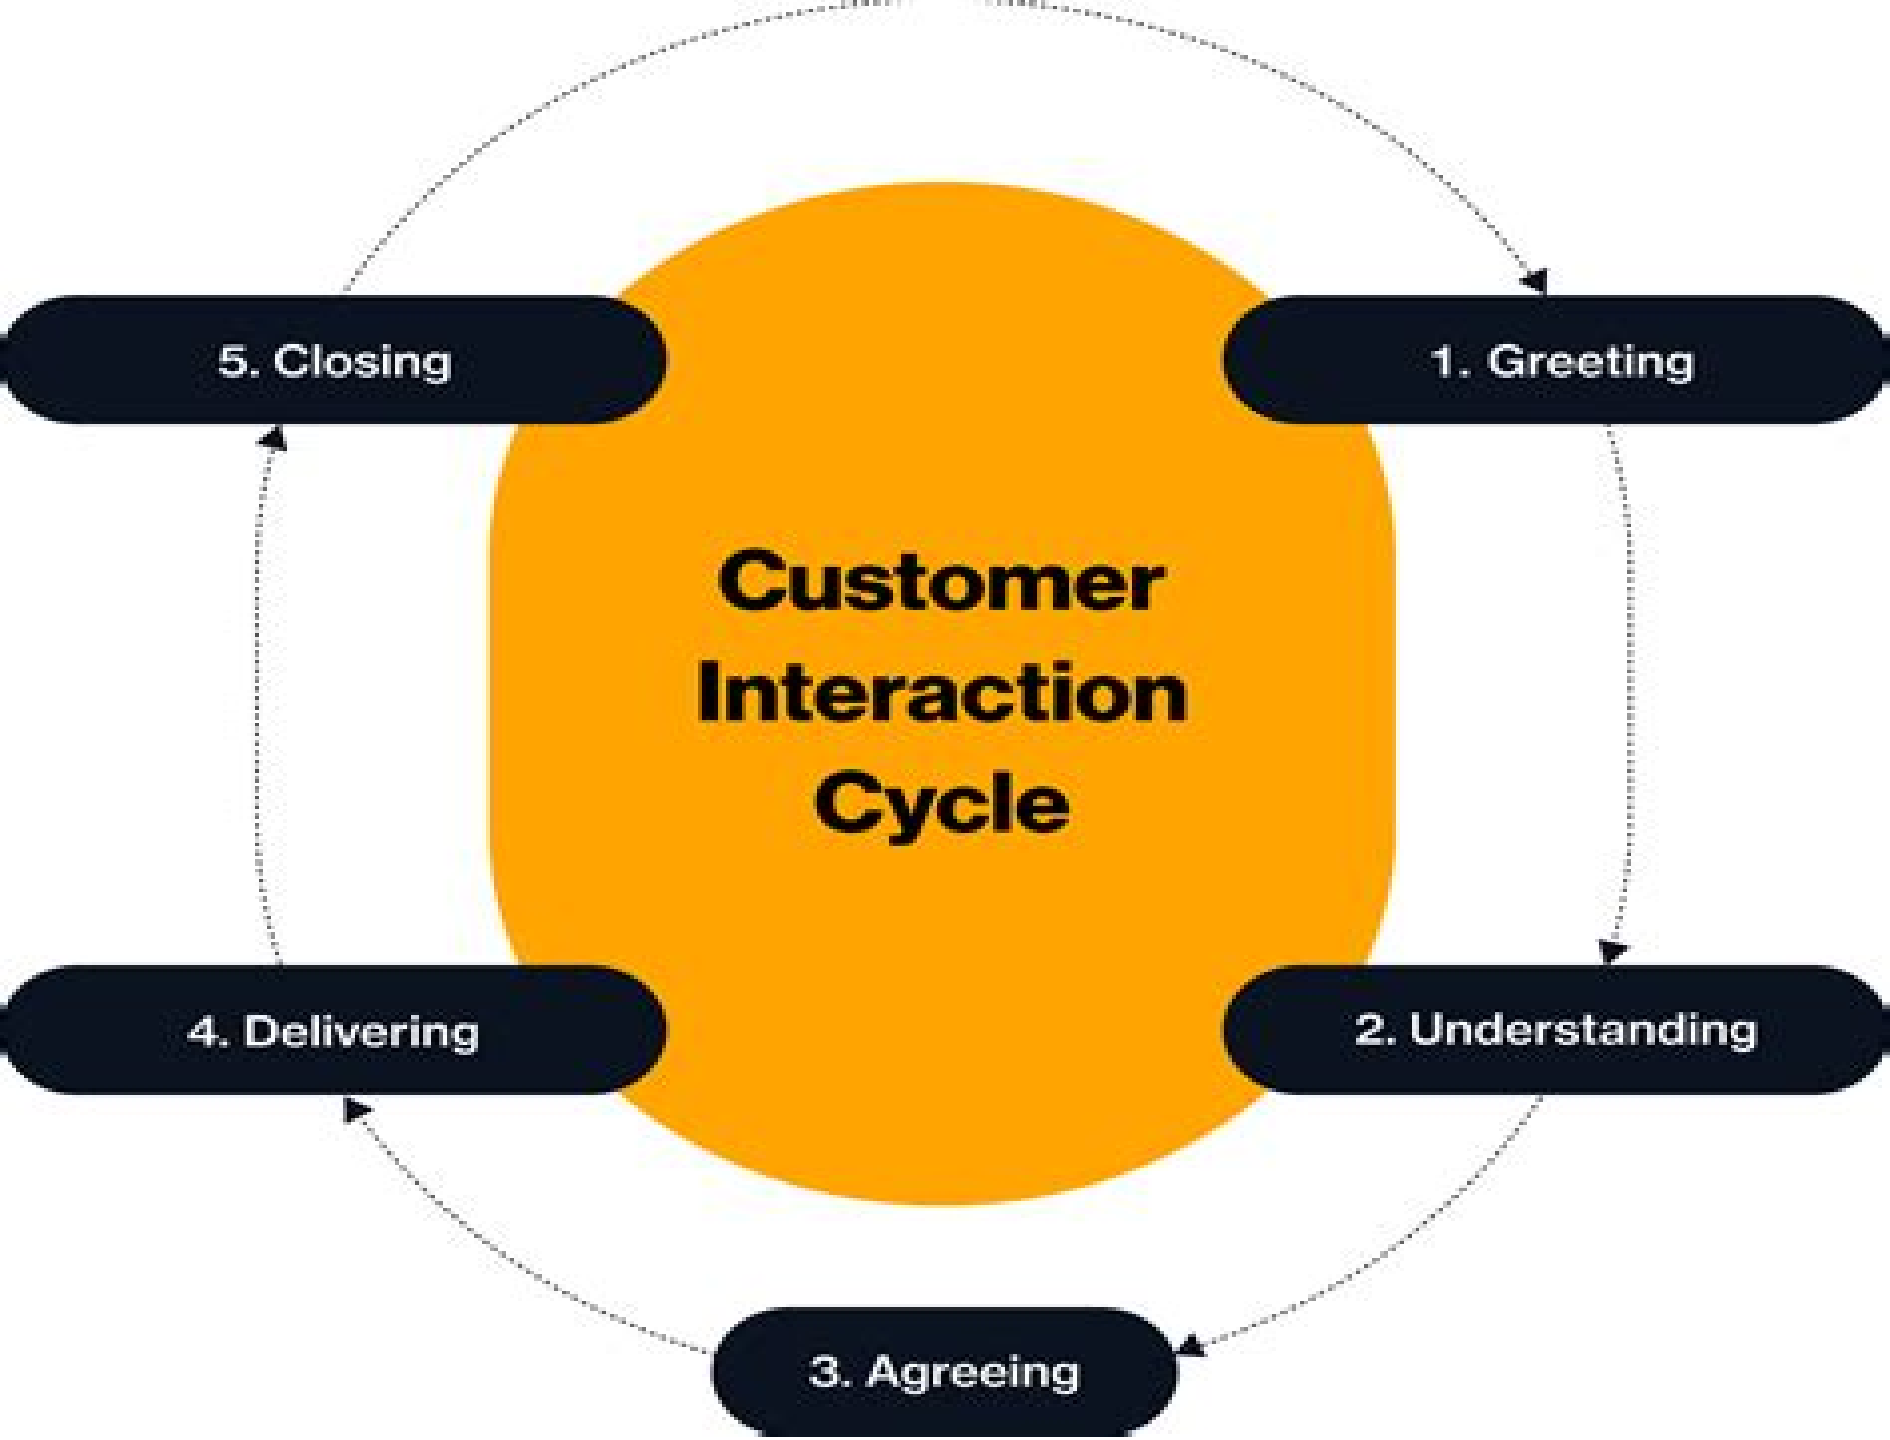 Customer
Interaction
Cycle
1. Greeting
2. Understanding
3. Agreeing
4. Delivering
5. Closing